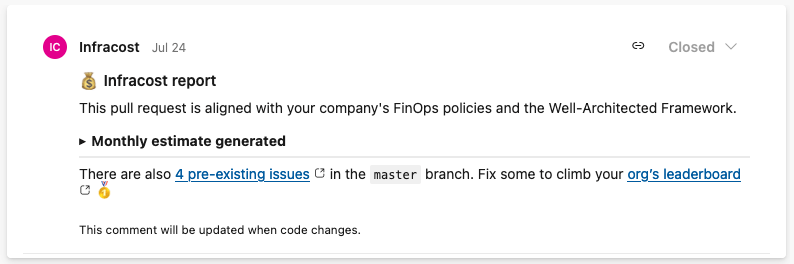 IC Infracost Jul 24 Closed
💰 Infracost report
This pull request is aligned with your company's FinOps policies and the Well-Architected Framework.
▸ Monthly estimate generated
There are also 4 pre-existing issues in the master branch. Fix some to climb your org’s leaderboard
🥇
This comment will be updated when code changes.